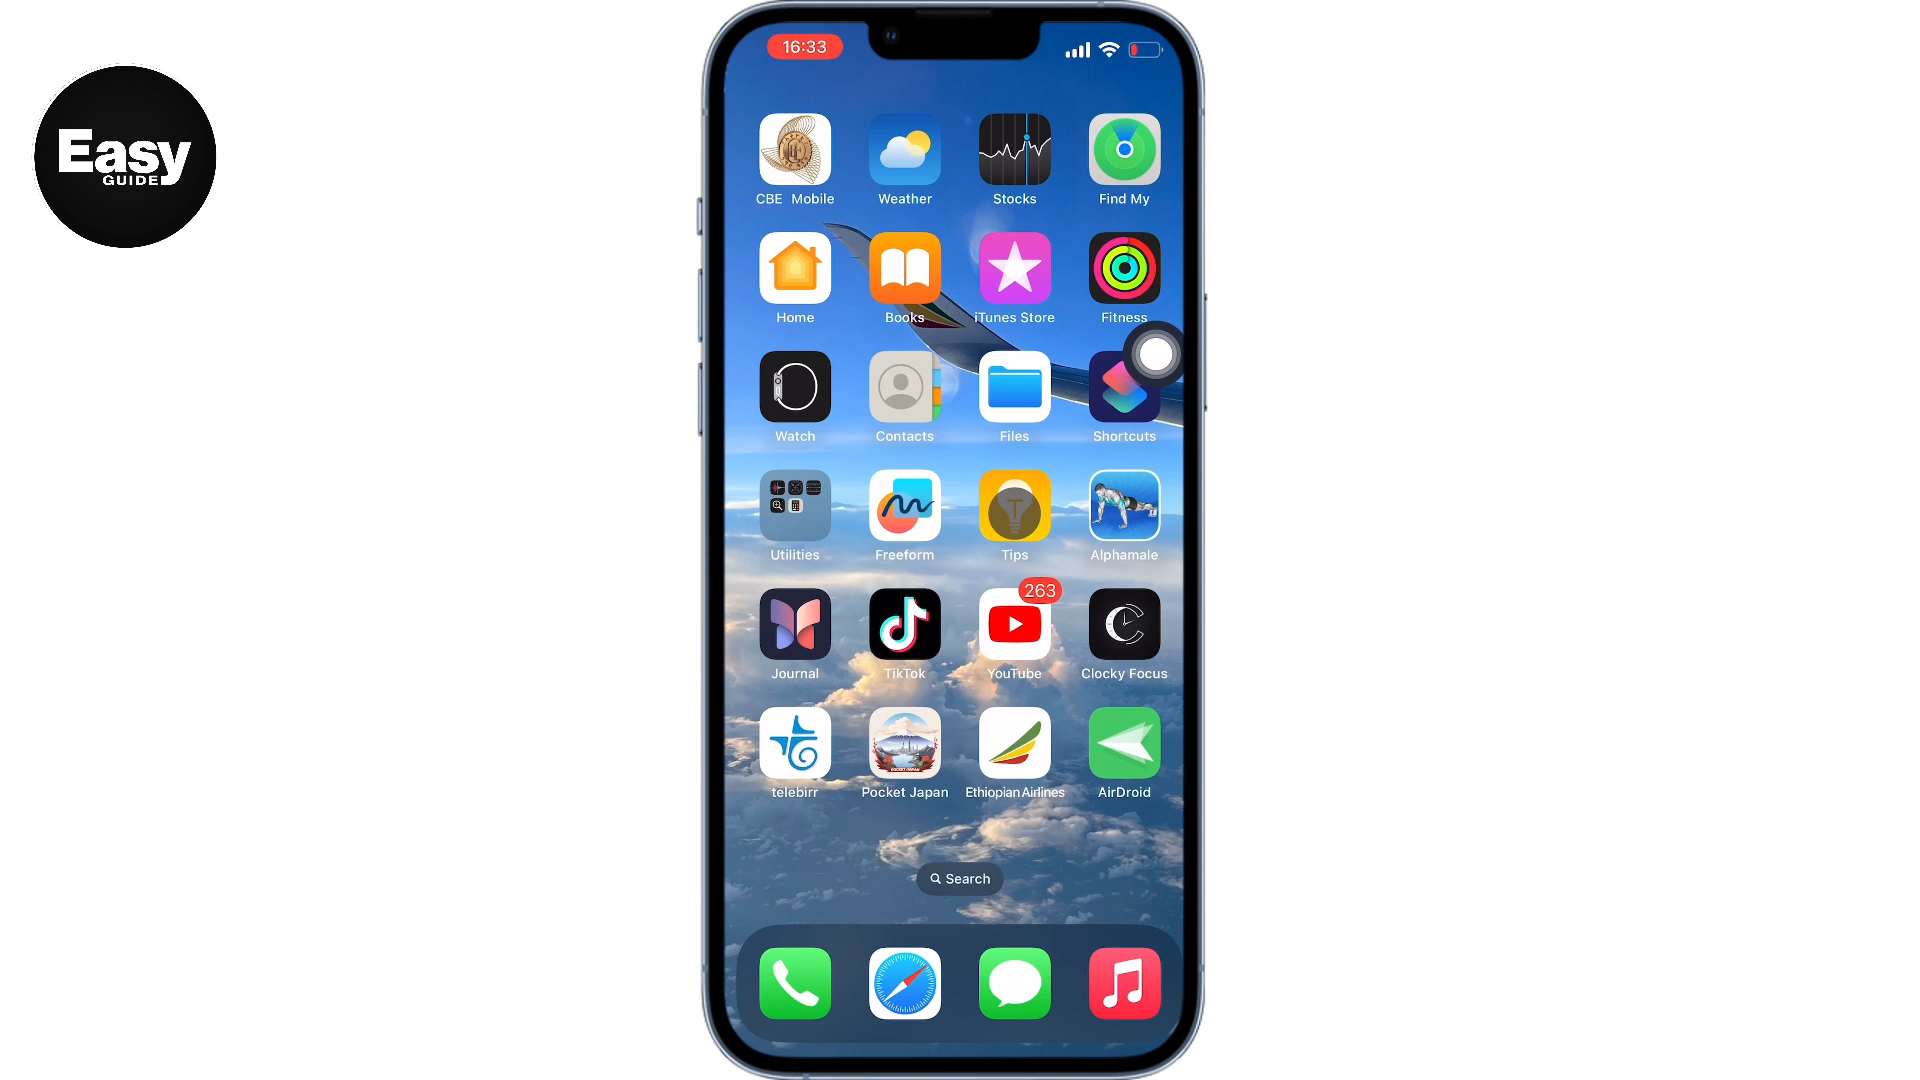 Easy
GUIDE
16:33
CBE Mobile
Weather
Stocks
Find My
Home
Books
iTunes Store
Fitness
Watch
Contacts
Files
Shortcuts
Utilities
Freeform
Tips
Alphamale
263
Journal
TikTok
YouTube
Clocky Focus
telebirr
Pocket Japan
Ethiopian Airlines
AirDroid
Search